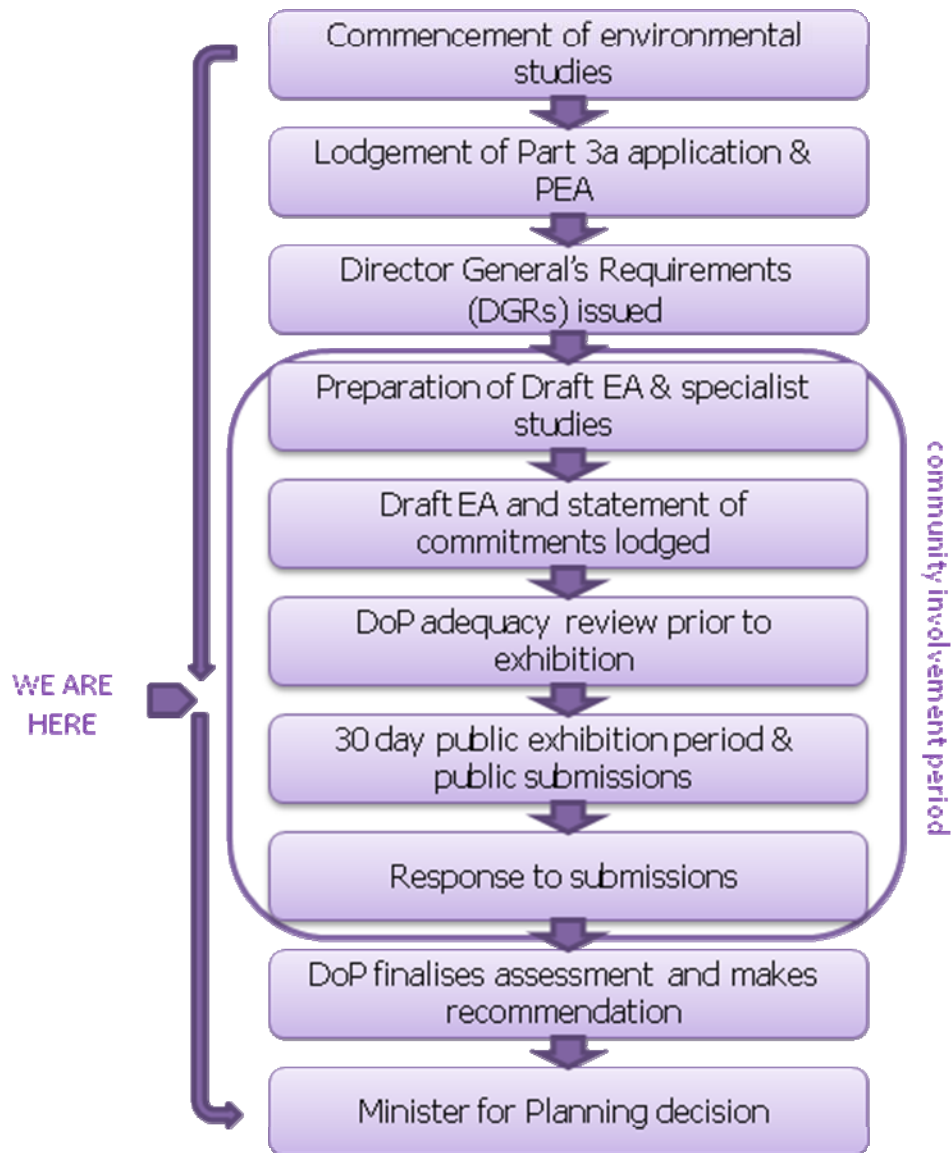 Commencement of environmental
studies
Lodgement of Part 3a application &
PEA
Director General's Requirements
(DGRs) issued
Preparation of Draft EA & specialist
studies
Draft EA and statement of
commitments lodged
DoP adequacy review prior to
exhibition
30 day public exhibition period &
public submissions
Response to submissions
DoP finalises assessment and makes
recommendation
Minister for Planning decision
WE ARE
HERE
community involvement period